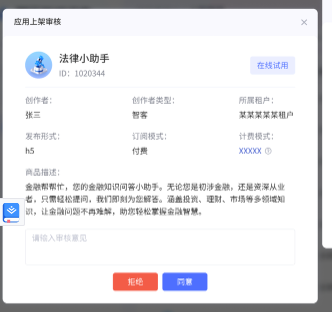 应用上架审核
法律小助手
ID：1020344
在线试用
创作者：
创作者类型：
所属租户：
张三
智客
某某某某某租户
发布形式：
订阅模式：
计费模式：
h5
付费
XXXXX
商品描述：
金融帮帮忙，您的金融知识问答小助手。无论您是初涉金融，还是资深从业
者，只需轻松提问，我们即刻为您解答。涵盖投资、理财、市场等多领域知
识，让金融问题不再难解，助您轻松掌握金融智慧。
请输入审核意见
拒绝
同意